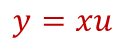 y = xu